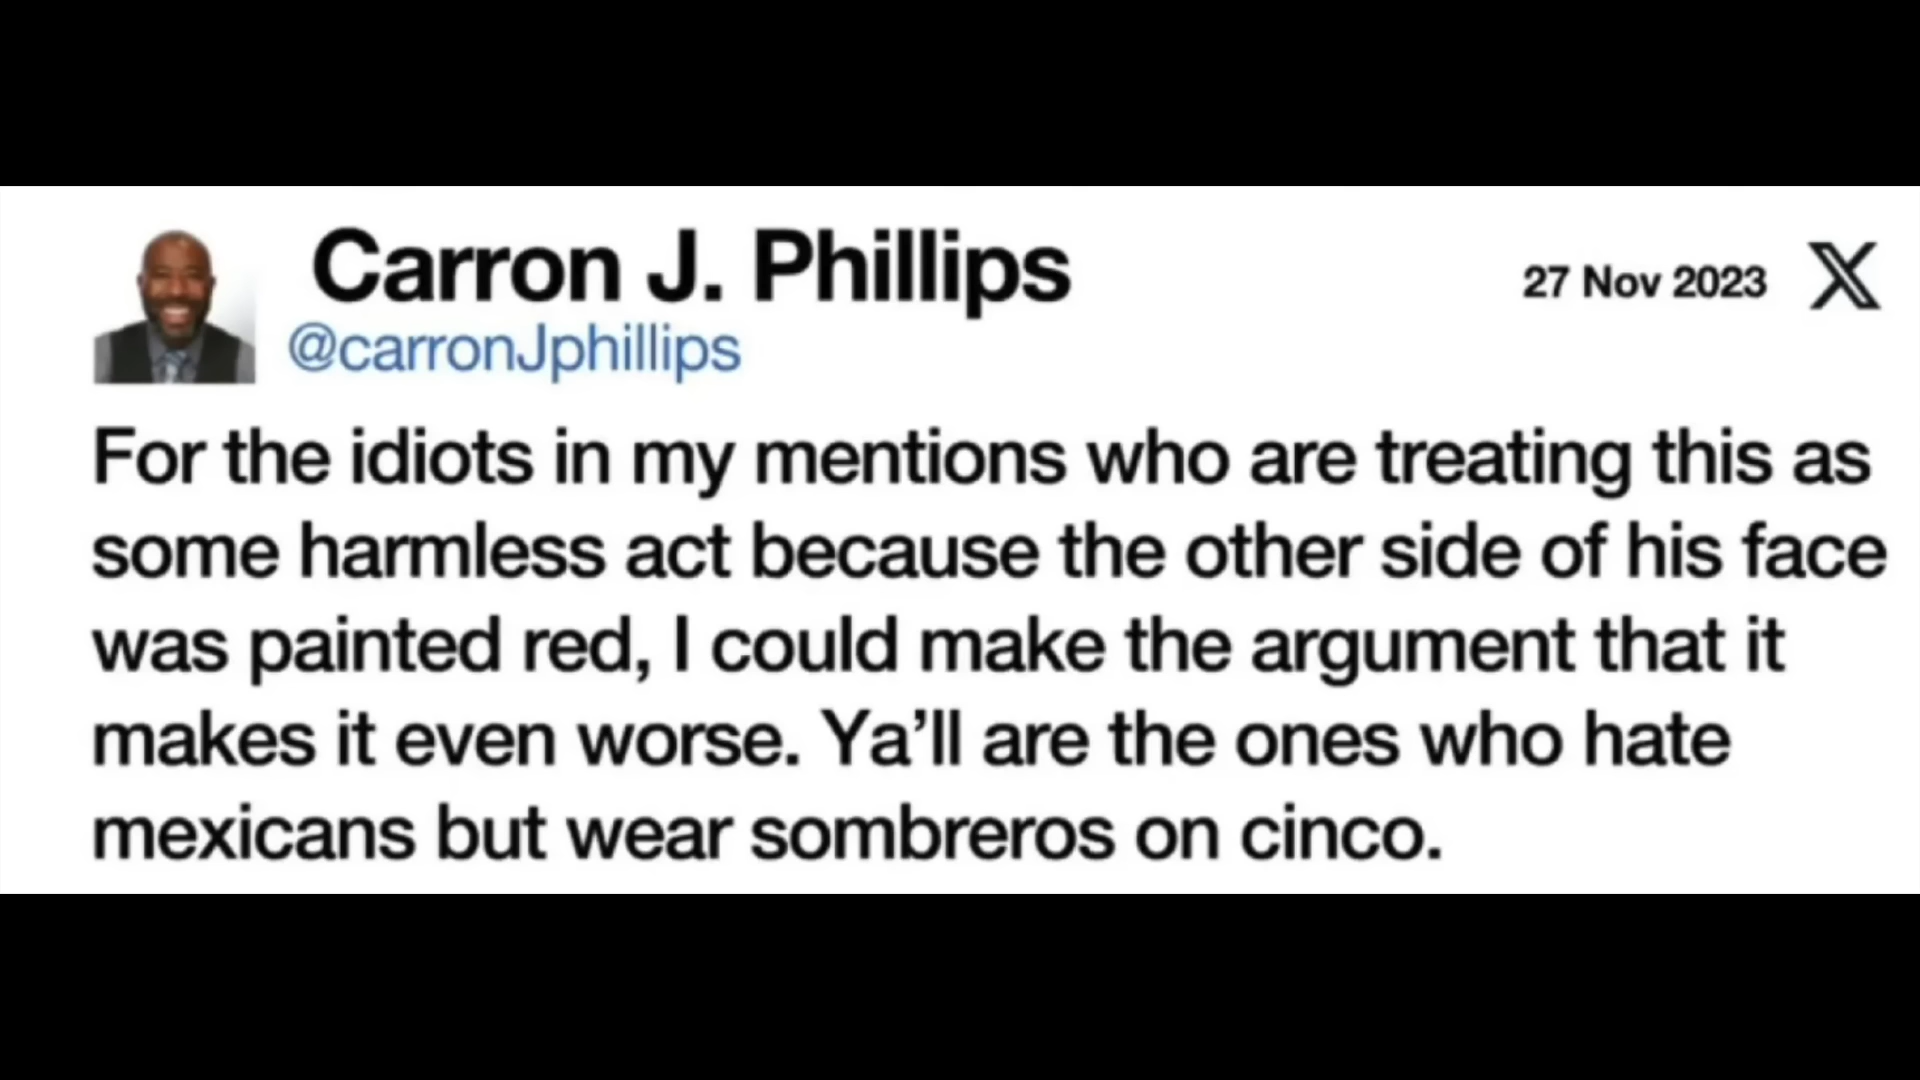 Carron J. Phillips
27 Nov 2023
@carronJphillips
For the idiots in my mentions who are treating this as
some harmless act because the other side of his face
was painted red, I could make the argument that it
makes it even worse. Ya’ll are the ones who hate
mexicans but wear sombreros on cinco.